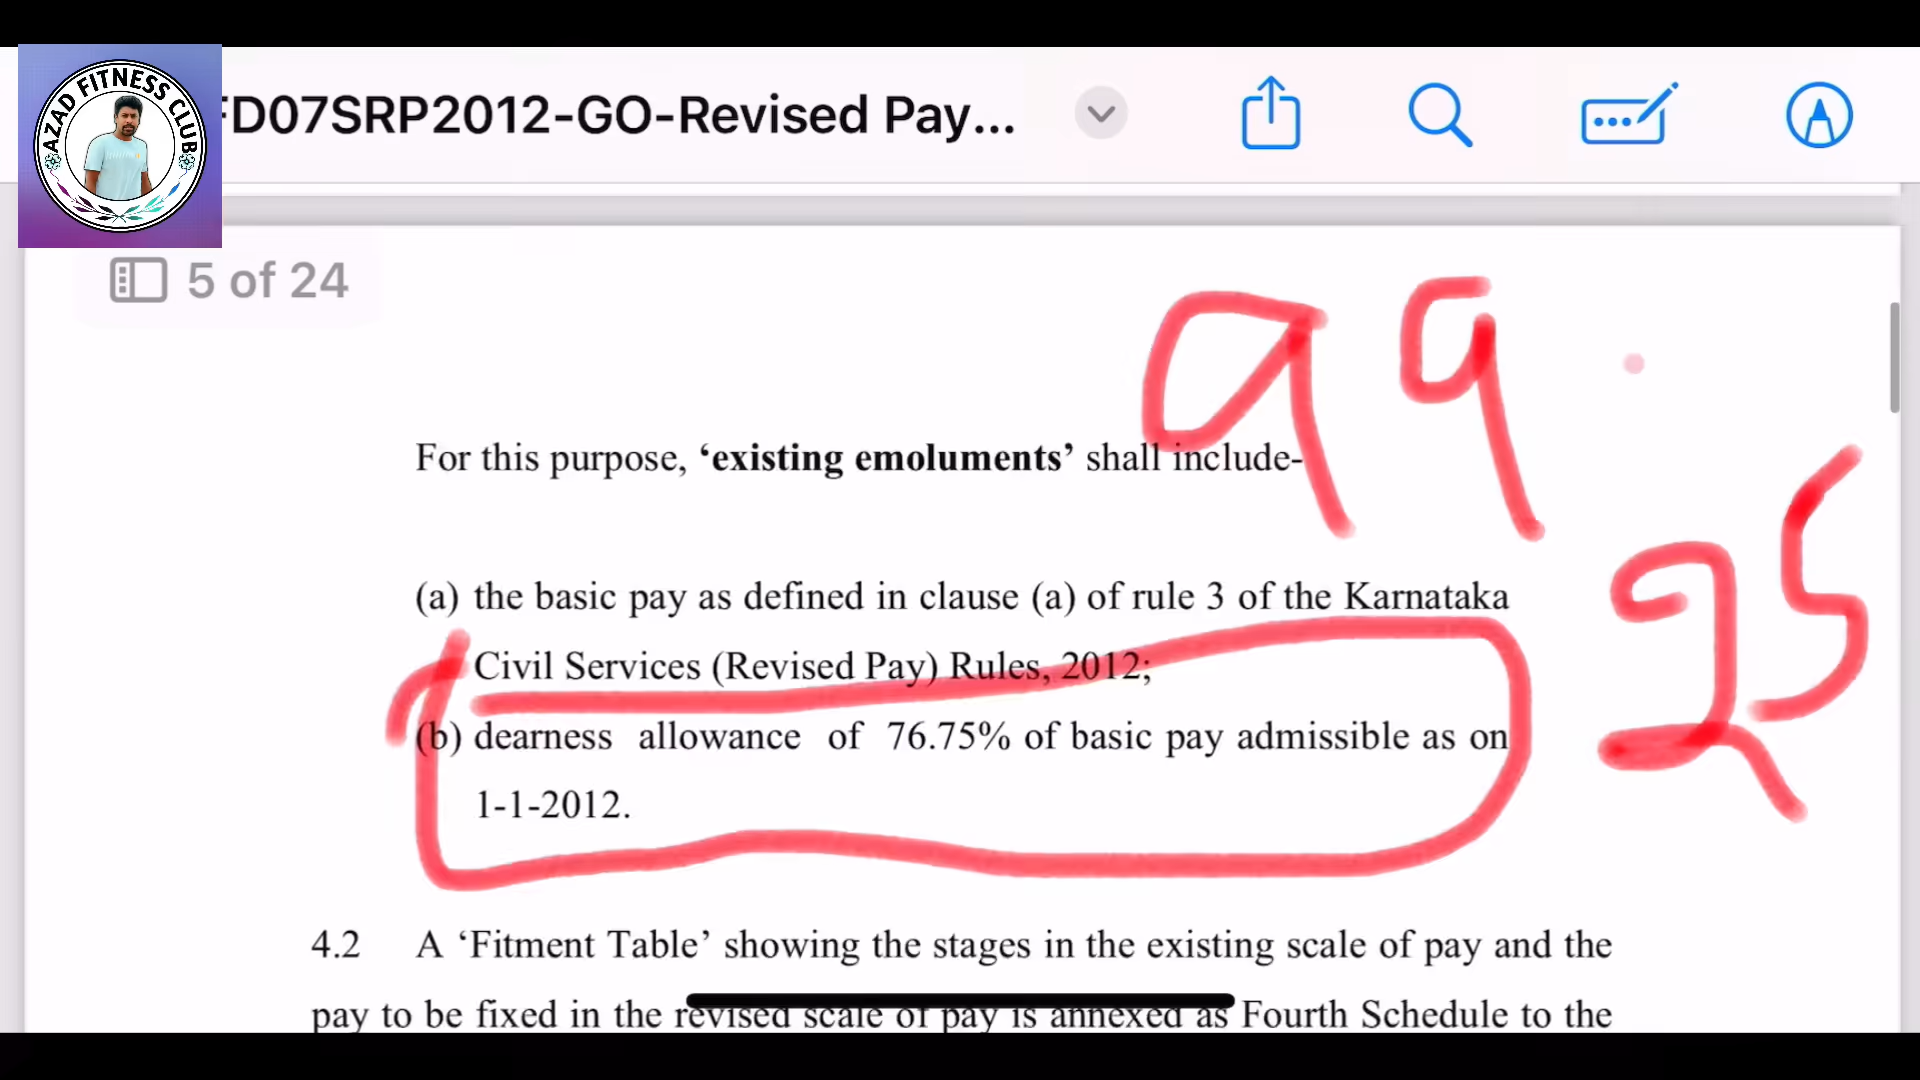 AZAD FITNESS CLUB
FD07SRP2012-GO-Revised Pay...
5 of 24
99
25
For this purpose, ‘existing emoluments’ shall include-
(a) the basic pay as defined in clause (a) of rule 3 of the Karnataka
Civil Services (Revised Pay) Rules, 2012;
(b) dearness allowance of 76.75% of basic pay admissible as on
1-1-2012.
4.2 A ‘Fitment Table’ showing the stages in the existing scale of pay and the
pay to be fixed in the revised scale of pay is annexed as Fourth Schedule to the